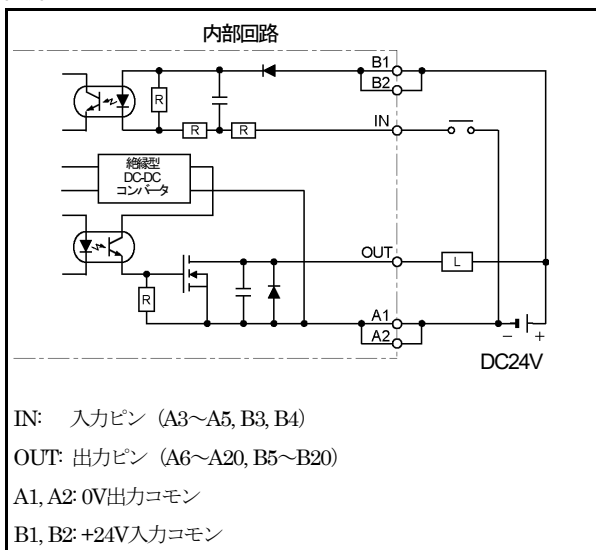 内部回路
B1
B2
R
R
R
IN
絶縁型
DC-DC
コンバータ
OUT
L
R
A1
A2
− +
DC24V
IN: 入力ピン (A3～A5, B3, B4)
OUT: 出力ピン (A6～A20, B5～B20)
A1, A2: 0V出力コモン
B1, B2: +24V入力コモン